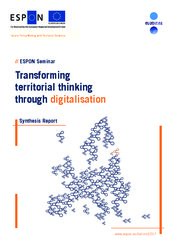 ESPON
// ESPON Seminar
Transforming
territorial thinking
through digitalisation
Synthesis Report